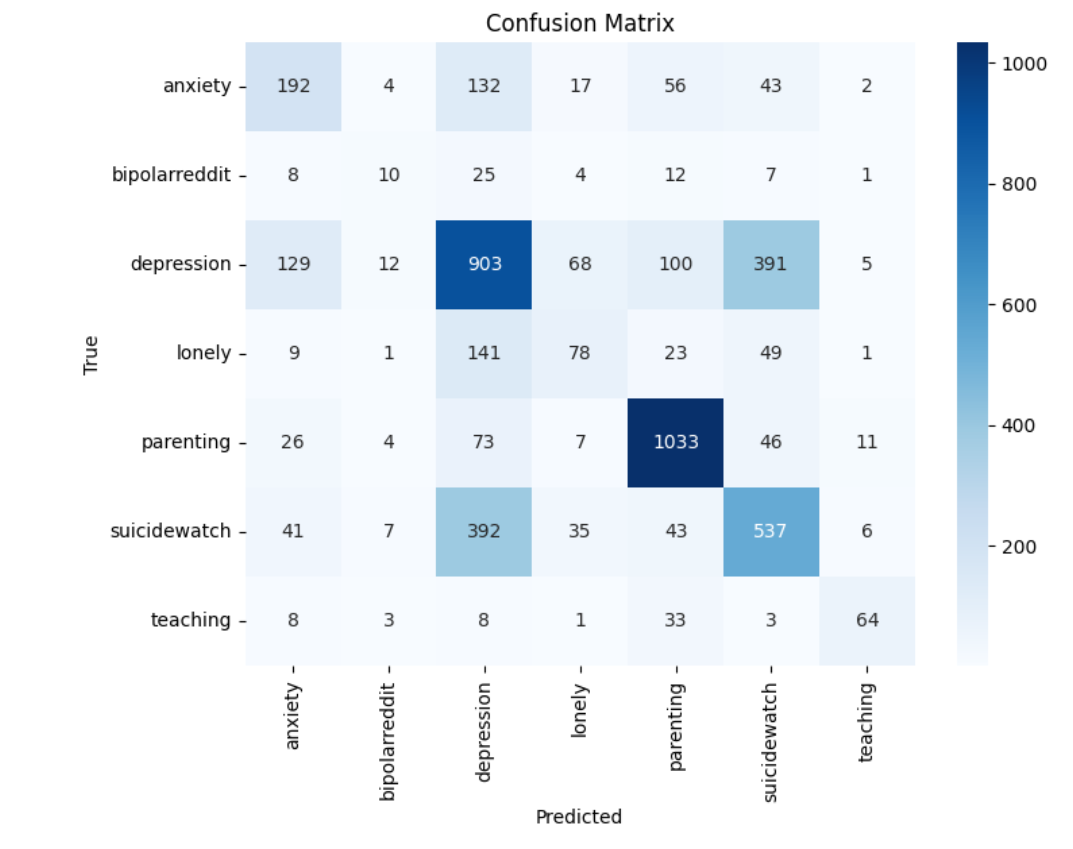 Confusion Matrix
anxiety 192 4 132 17 56 43 2
bipolarreddit 8 10 25 4 12 7 1
depression 129 12 903 68 100 391 5
lonely 9 1 141 78 23 49 1
parenting 26 4 73 7 1033 46 11
suicidewatch 41 7 392 35 43 537 6
teaching 8 3 8 1 33 3 64
True
anxiety bipolarreddit depression lonely parenting suicidewatch teaching
Predicted
1000
800
600
400
200